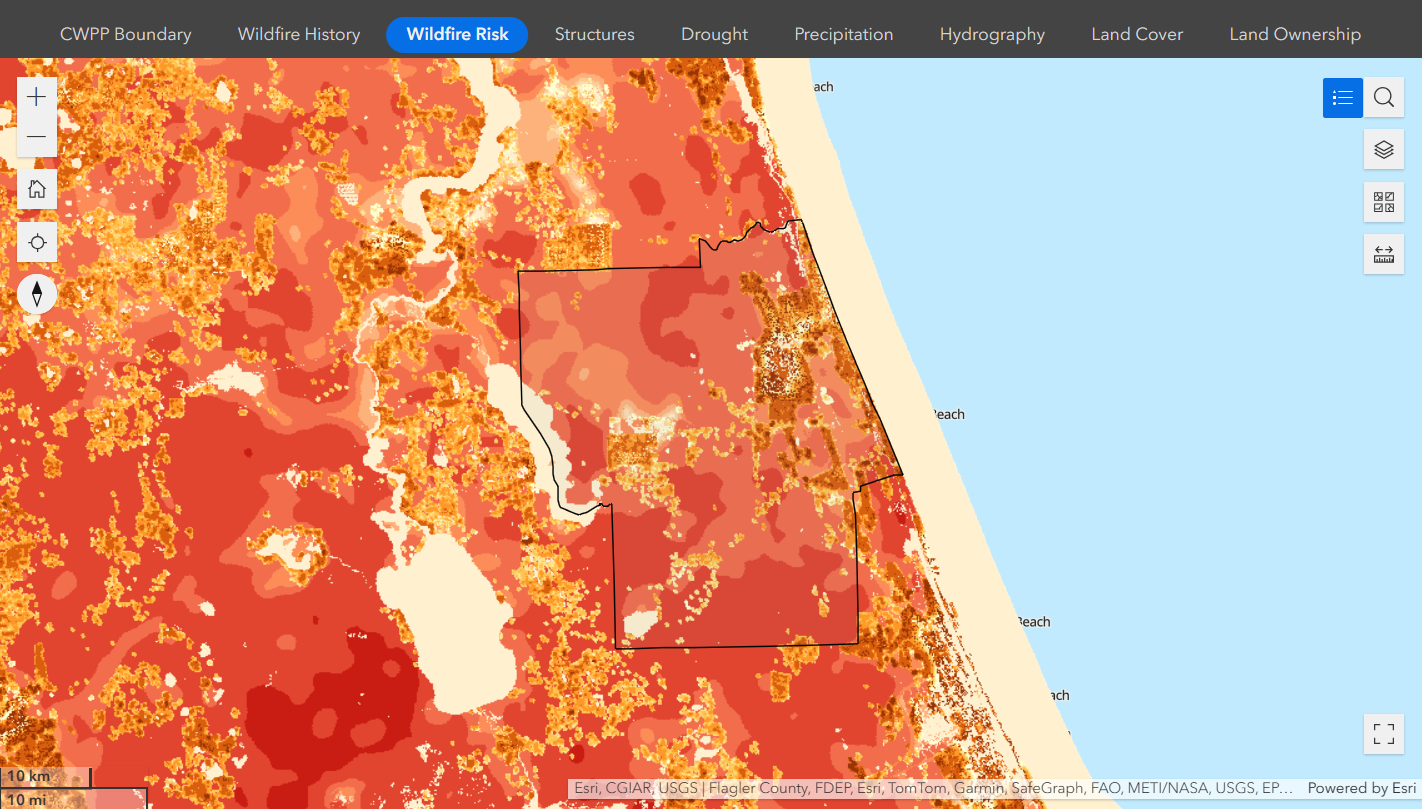 CWPP Boundary
Wildfire History
Wildfire Risk
Structures
Drought
Precipitation
Hydrography
Land Cover
Land Ownership
ach
Beach
Beach
ach
10 km
10 mi
Esri, CGIAR, USGS | Flagler County, FDEP, Esri, TomTom, Garmin, SafeGraph, FAO, METI/NASA, USGS, EP… Powered by Esri